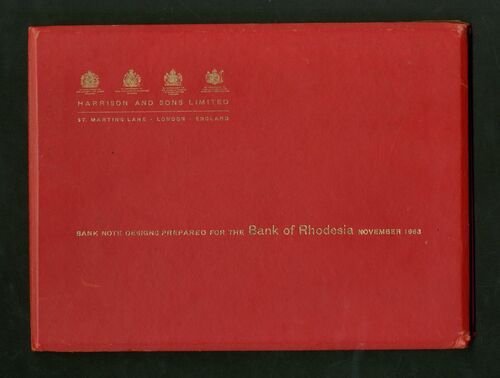 HARRISON AND SONS LIMITED
ST. MARTINS LANE - LONDON - ENGLAND
BANK NOTE DESIGNS PREPARED FOR THE Bank of Rhodesia NOVEMBER 1963